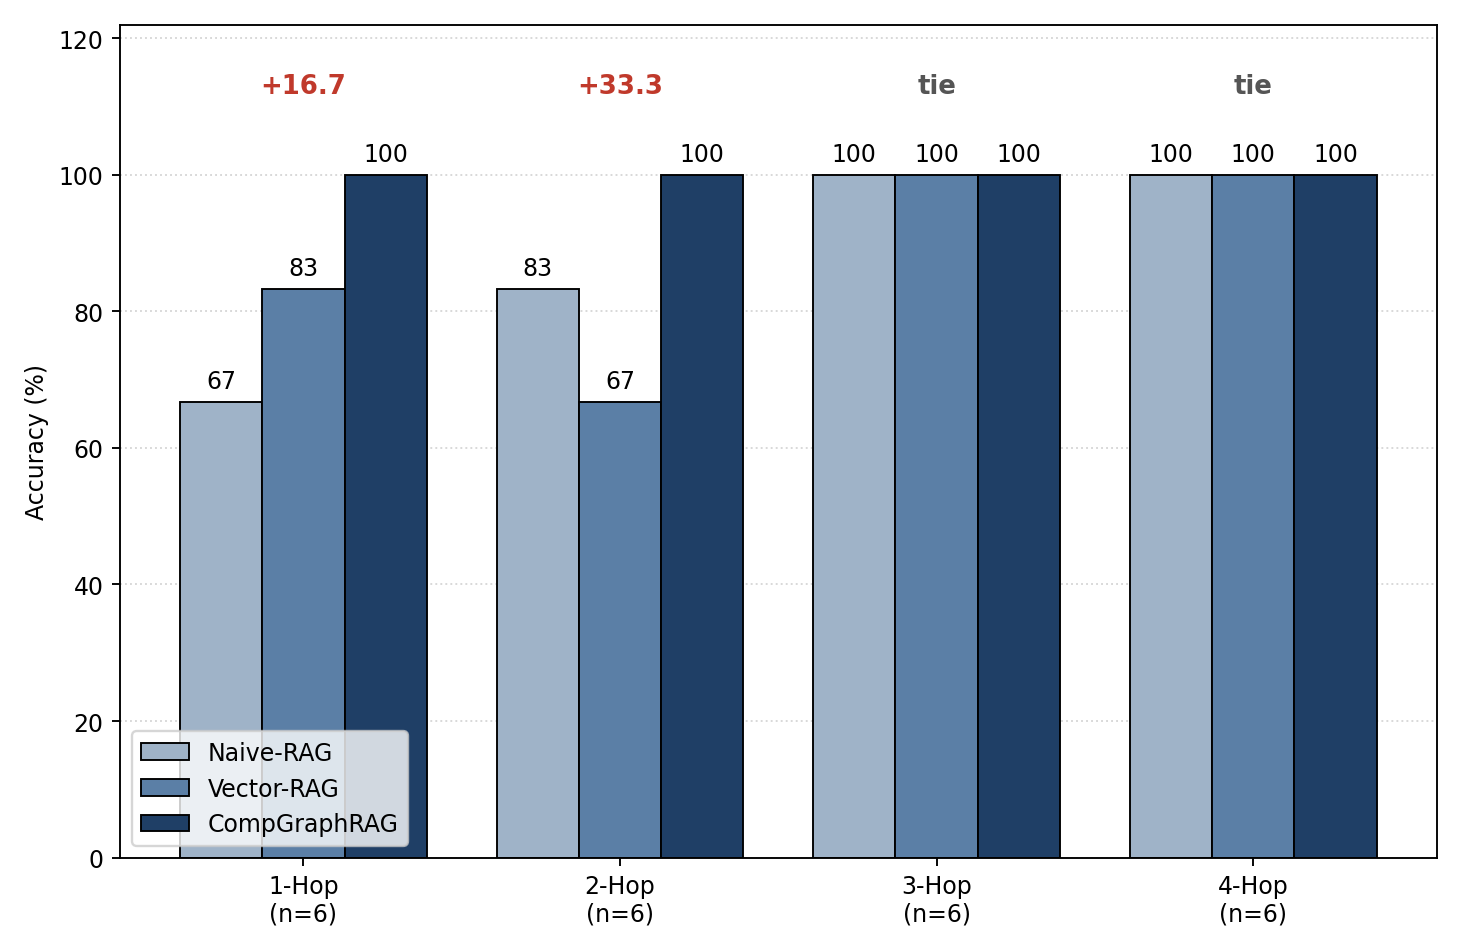 120
100
80
60
40
20
0
Accuracy (%)
+16.7
+33.3
tie
tie
67
83
100
83
67
100
100
100
100
100
100
100
Naive-RAG
Vector-RAG
CompGraphRAG
1-Hop
(n=6)
2-Hop
(n=6)
3-Hop
(n=6)
4-Hop
(n=6)